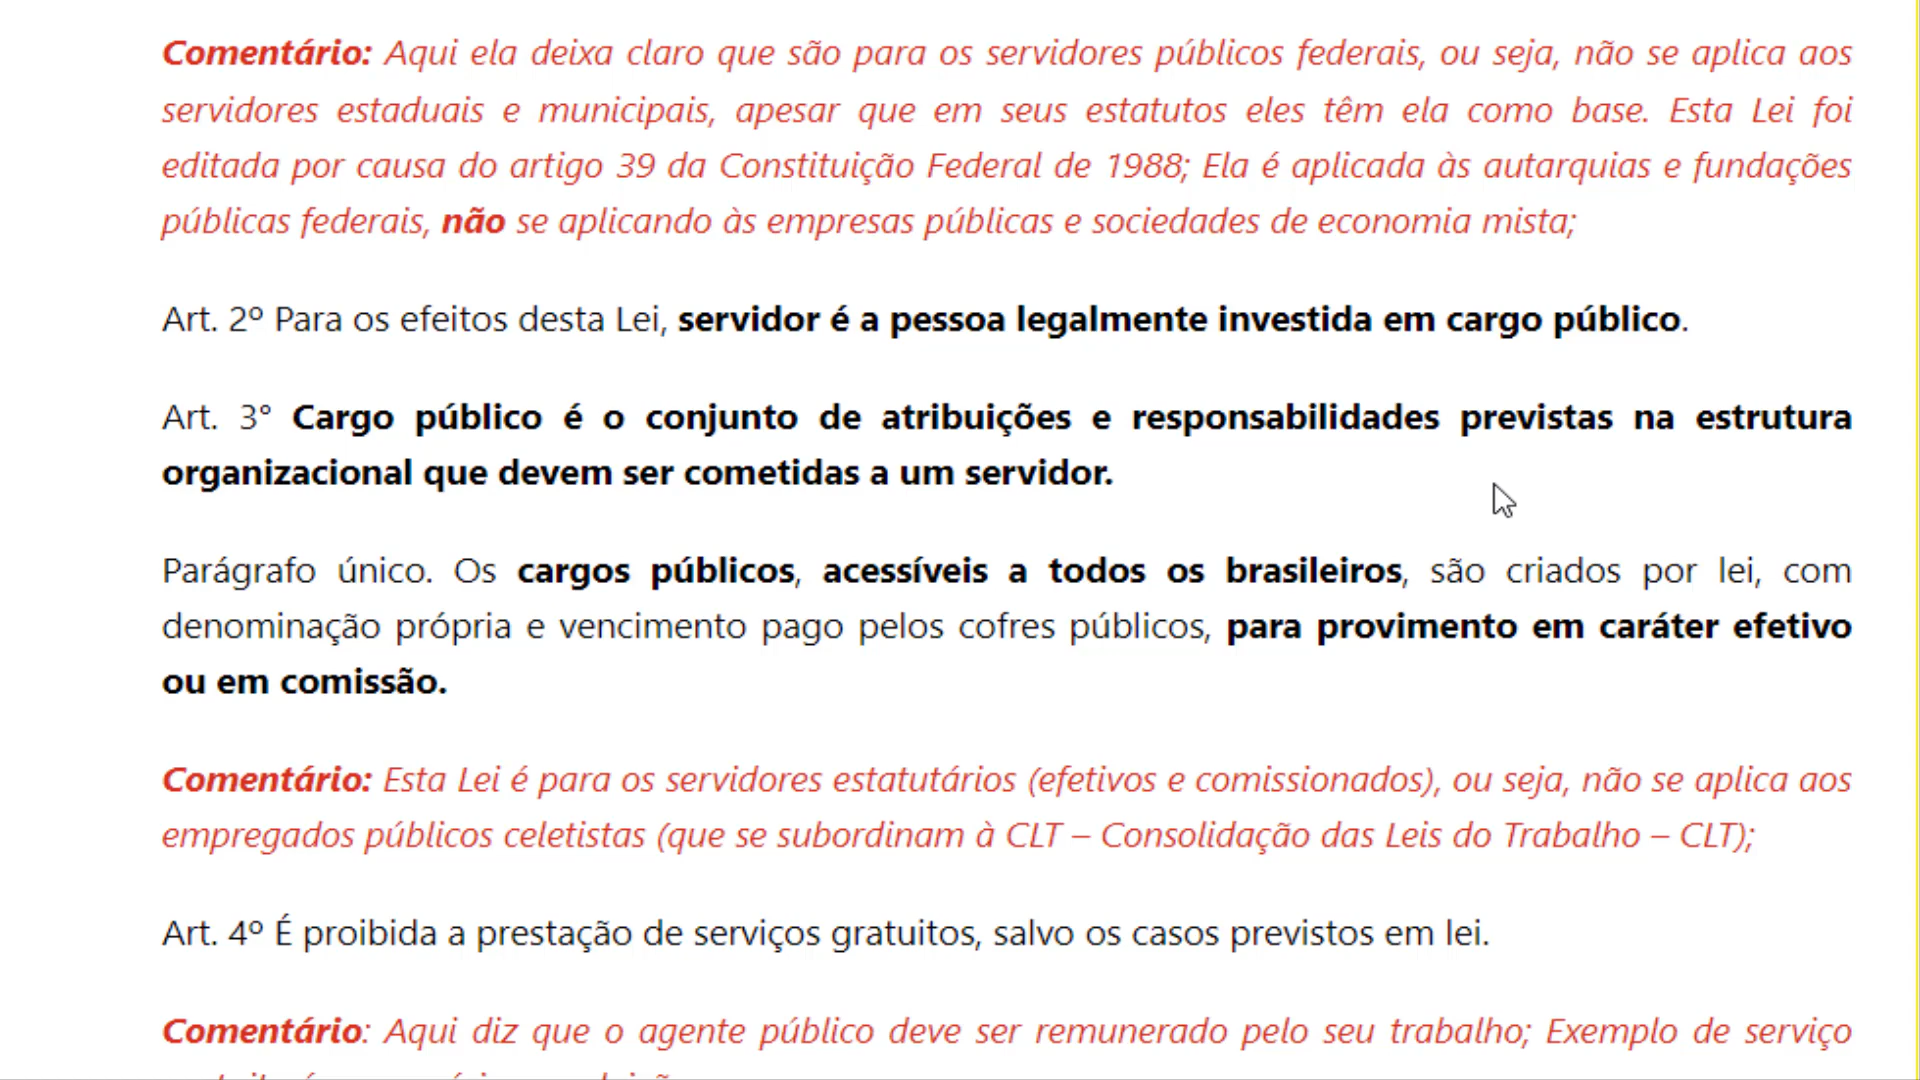 Comentário: Aqui ela deixa claro que são para os servidores públicos federais, ou seja, não se aplica aos
servidores estaduais e municipais, apesar que em seus estatutos eles têm ela como base. Esta Lei foi
editada por causa do artigo 39 da Constituição Federal de 1988; Ela é aplicada às autarquias e fundações
públicas federais, não se aplicando às empresas públicas e sociedades de economia mista;
Art. 2º Para os efeitos desta Lei, servidor é a pessoa legalmente investida em cargo público.
Art. 3° Cargo público é o conjunto de atribuições e responsabilidades previstas na estrutura
organizacional que devem ser cometidas a um servidor.
Parágrafo único. Os cargos públicos, acessíveis a todos os brasileiros, são criados por lei, com
denominação própria e vencimento pago pelos cofres públicos, para provimento em caráter efetivo
ou em comissão.
Comentário: Esta Lei é para os servidores estatutários (efetivos e comissionados), ou seja, não se aplica aos
empregados públicos celetistas (que se subordinam à CLT – Consolidação das Leis do Trabalho – CLT);
Art. 4º É proibida a prestação de serviços gratuitos, salvo os casos previstos em lei.
Comentário: Aqui diz que o agente público deve ser remunerado pelo seu trabalho; Exemplo de serviço